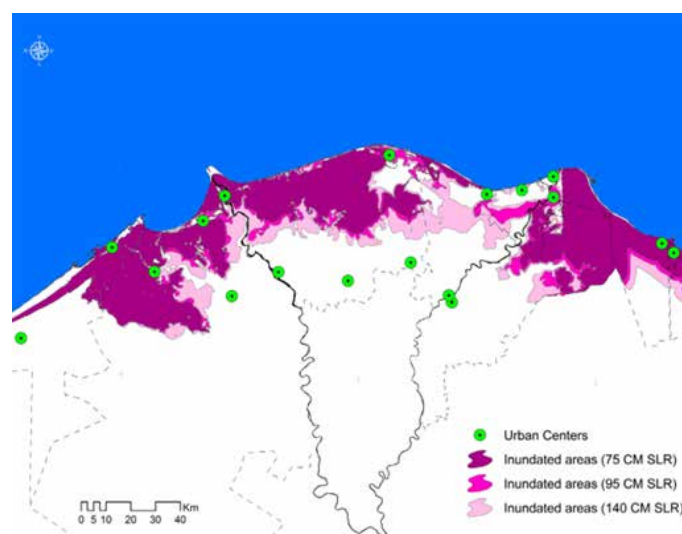 Urban Centers
Inundated areas (75 CM SLR)
Inundated areas (95 CM SLR)
Inundated areas (140 CM SLR)
Km
0 5 10 20 30 40